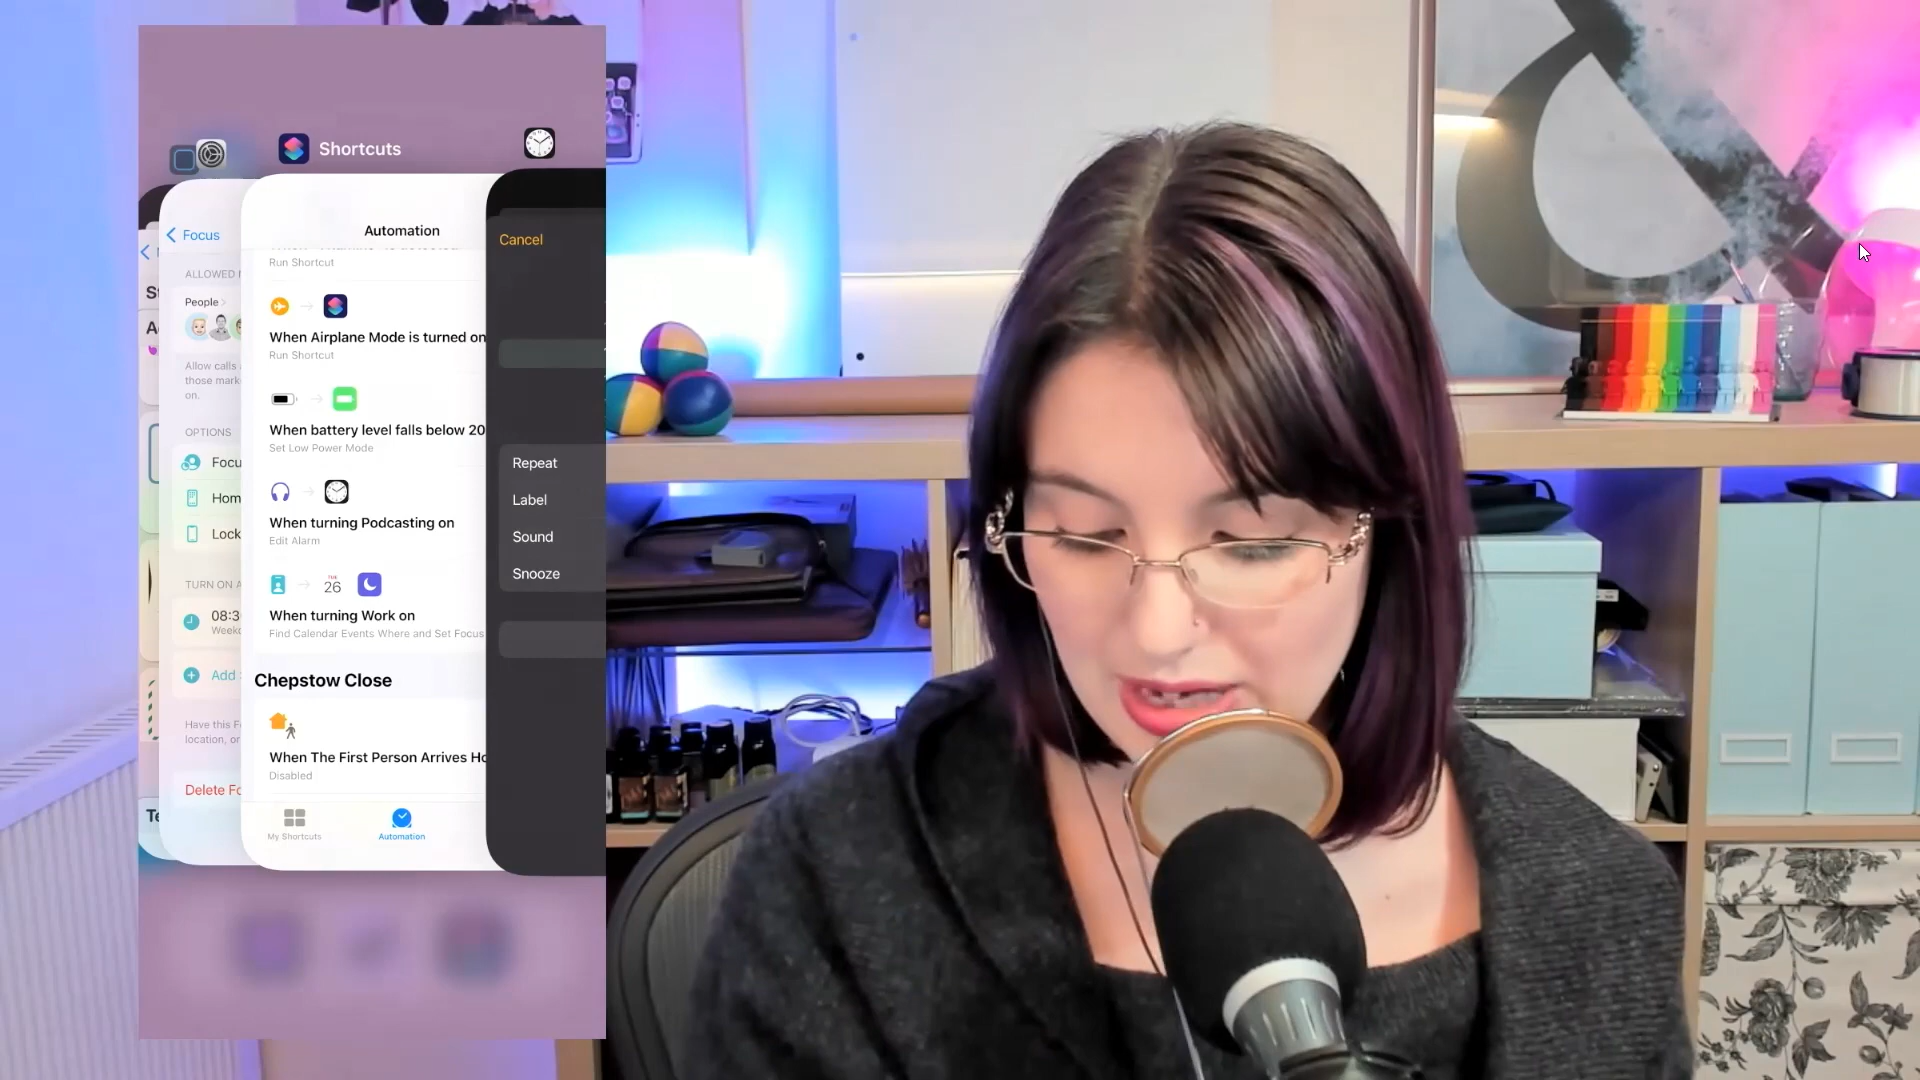 Shortcuts
Focus
ALLOWED
People
Allow calls
those mark
on.
OPTIONS
Focu
Hom
Lock
TURN ON A
08:3
Weekd
Add
Have this F
location, or
Delete Fo
Automation
Run Shortcut
When Airplane Mode is turned on
Run Shortcut
When battery level falls below 20
Set Low Power Mode
When turning Podcasting on
Edit Alarm
TUE
26
When turning Work on
Find Calendar Events Where and Set Focus
Chepstow Close
When The First Person Arrives Ho
Disabled
My Shortcuts
Automation
Cancel
Repeat
Label
Sound
Snooze